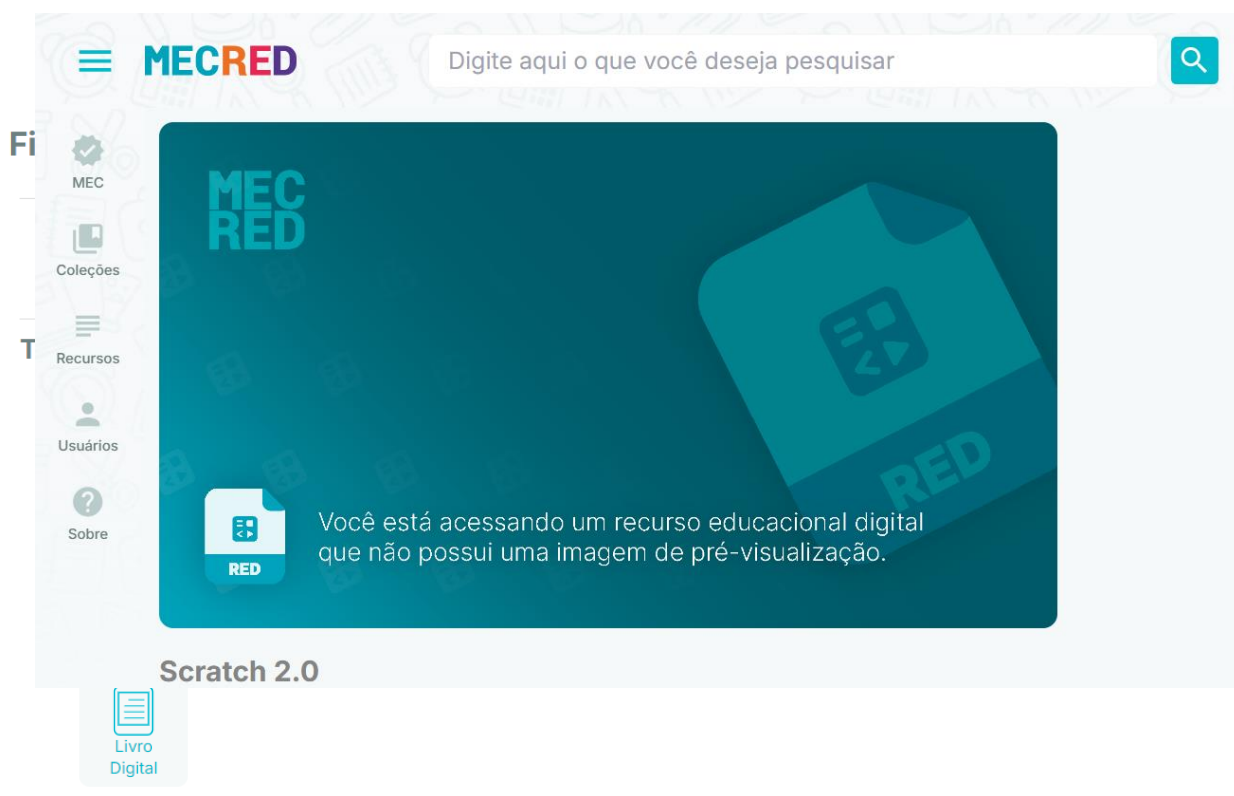 MECRED
Digite aqui o que você deseja pesquisar
Fi
MEC
Coleções
T
Recursos
Usuários
Sobre
MEC
RED
RED
Você está acessando um recurso educacional digital
que não possui uma imagem de pré-visualização.
RED
Scratch 2.0
Livro
Digital